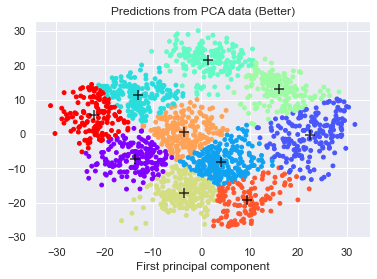 Predictions from PCA data (Better)
30
20
10
0
−10
−20
−30
−30 −20 −10 0 10 20 30
First principal component